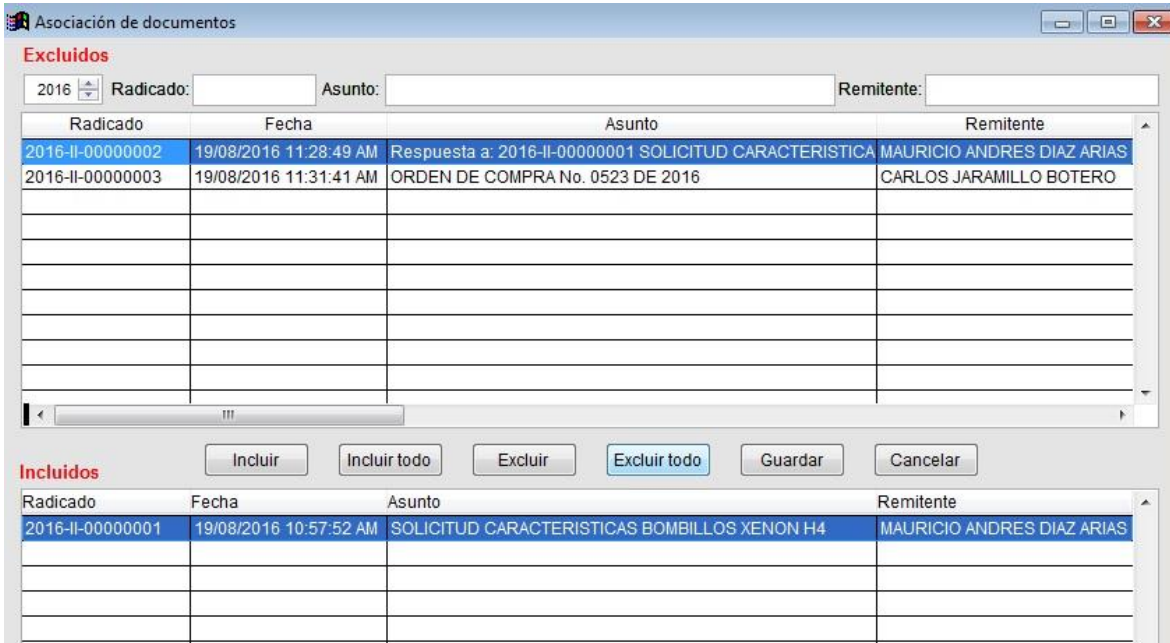 Asociación de documentos
Excluidos
2016 Radicado: Asunto: Remitente:
Radicado Fecha Asunto Remitente
2016-II-00000002 19/08/2016 11:28:49 AM Respuesta a: 2016-II-00000001 SOLICITUD CARACTERISTICA MAURICIO ANDRES DIAZ ARIAS
2016-II-00000003 19/08/2016 11:31:41 AM ORDEN DE COMPRA No. 0523 DE 2016 CARLOS JARAMILLO BOTERO
Incluir Incluir todo Excluir Excluir todo Guardar Cancelar
Incluidos
Radicado Fecha Asunto Remitente
2016-II-00000001 19/08/2016 10:57:52 AM SOLICITUD CARACTERISTICAS BOMBILLOS XENON H4 MAURICIO ANDRES DIAZ ARIAS